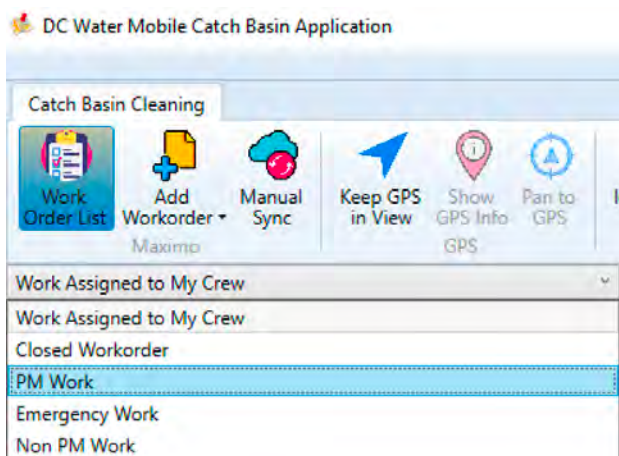 DC Water Mobile Catch Basin Application
Catch Basin Cleaning
Work Order List
Add Workorder
Manual Sync
Keep GPS in View
Show GPS Info
Pan to GPS
Maximo
GPS
Work Assigned to My Crew
Work Assigned to My Crew
Closed Workorder
PM Work
Emergency Work
Non PM Work